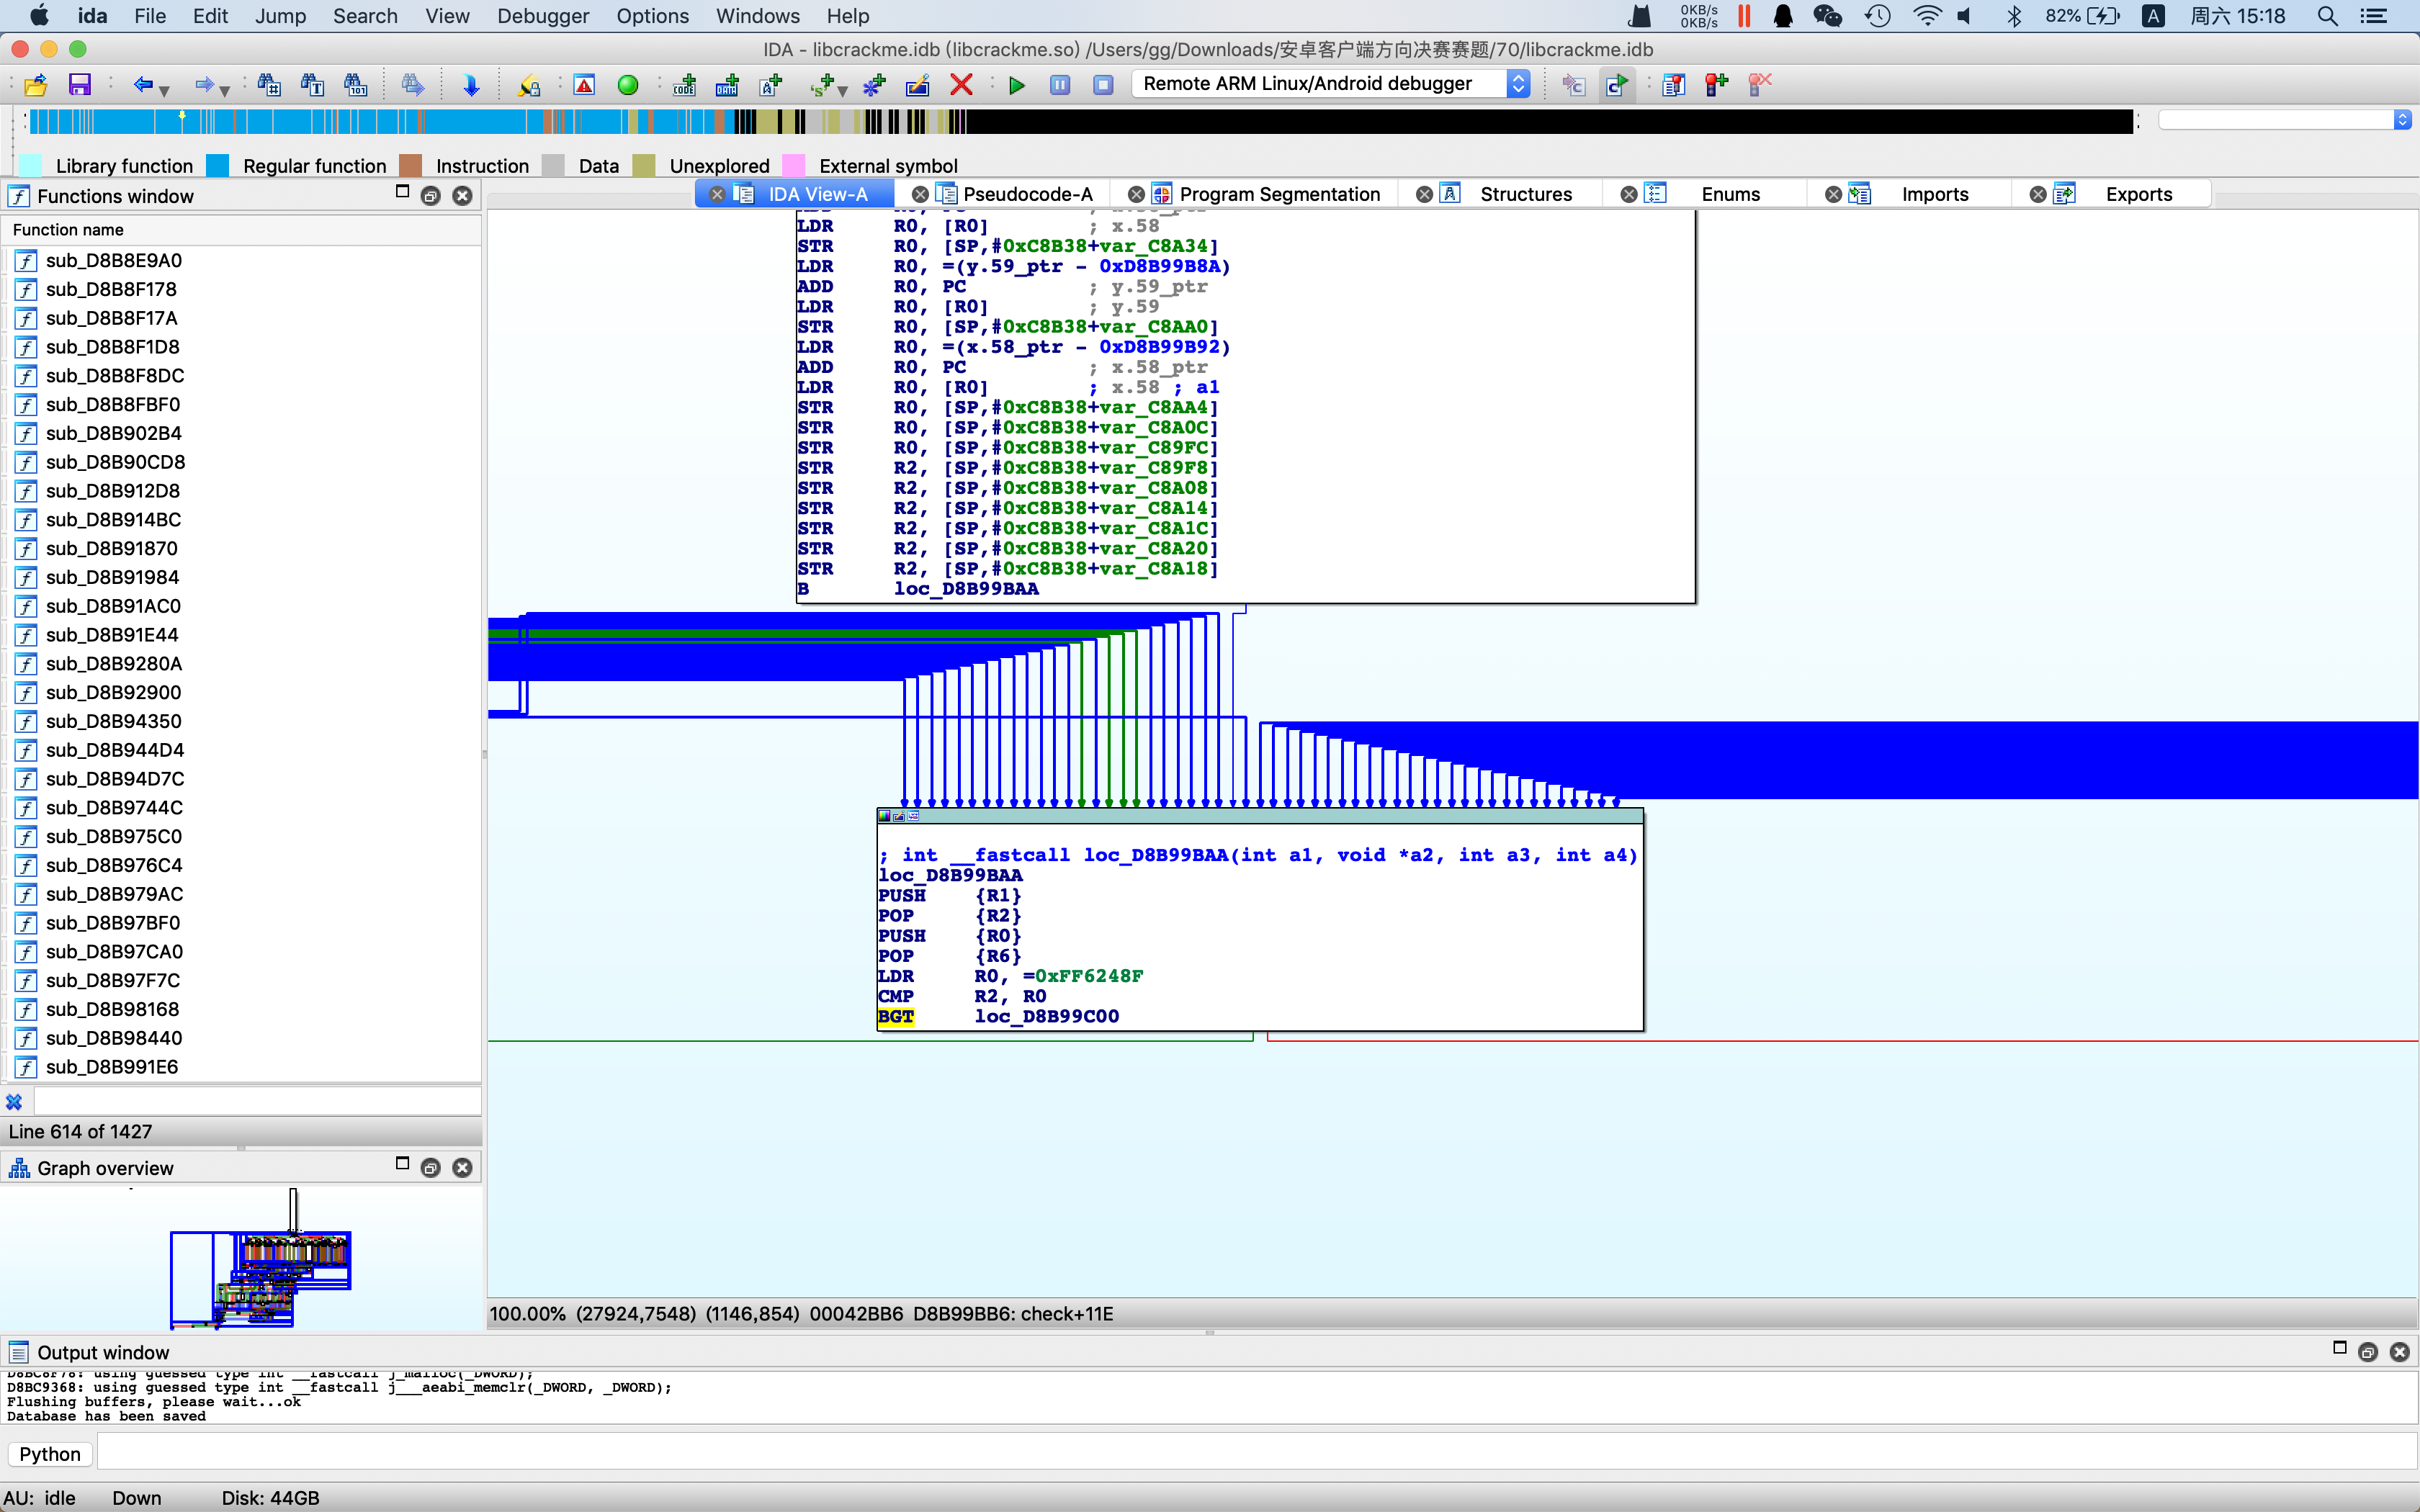 ida File Edit Jump Search View Debugger Options Windows Help 0KB/s 0KB/s 82% A 周六 15:18
IDA - libcrackme.idb (libcrackme.so) /Users/gg/Downloads/安卓客户端方向决赛赛题/70/libcrackme.idb
Remote ARM Linux/Android debugger
Library function Regular function Instruction Data Unexplored External symbol
Functions window
IDA View-A Pseudocode-A Program Segmentation Structures Enums Imports Exports
Function name
sub_D8B8E9A0
sub_D8B8F178
sub_D8B8F17A
sub_D8B8F1D8
sub_D8B8F8DC
sub_D8B8FBF0
sub_D8B902B4
sub_D8B90CD8
sub_D8B912D8
sub_D8B914BC
sub_D8B91870
sub_D8B91984
sub_D8B91AC0
sub_D8B91E44
sub_D8B9280A
sub_D8B92900
sub_D8B94350
sub_D8B944D4
sub_D8B94D7C
sub_D8B9744C
sub_D8B975C0
sub_D8B976C4
sub_D8B979AC
sub_D8B97BF0
sub_D8B97CA0
sub_D8B97F7C
sub_D8B98168
sub_D8B98440
sub_D8B991E6
Line 614 of 1427
Graph overview
LDR R0, [R0] ; x.58
STR R0, [SP,#0xC8B38+var_C8A34]
LDR R0, =(y.59_ptr - 0xD8B99B8A)
ADD R0, PC ; y.59_ptr
LDR R0, [R0] ; y.59
STR R0, [SP,#0xC8B38+var_C8AA0]
LDR R0, =(x.58_ptr - 0xD8B99B92)
ADD R0, PC ; x.58_ptr
LDR R0, [R0] ; x.58 ; a1
STR R0, [SP,#0xC8B38+var_C8AA4]
STR R0, [SP,#0xC8B38+var_C8A0C]
STR R0, [SP,#0xC8B38+var_C89FC]
STR R2, [SP,#0xC8B38+var_C89F8]
STR R2, [SP,#0xC8B38+var_C8A08]
STR R2, [SP,#0xC8B38+var_C8A14]
STR R2, [SP,#0xC8B38+var_C8A1C]
STR R2, [SP,#0xC8B38+var_C8A20]
STR R2, [SP,#0xC8B38+var_C8A18]
B loc_D8B99BAA
; int __fastcall loc_D8B99BAA(int a1, void *a2, int a3, int a4)
loc_D8B99BAA
PUSH {R1}
POP {R2}
PUSH {R0}
POP {R6}
LDR R0, =0xFF6248F
CMP R2, R0
BGT loc_D8B99C00
100.00% (27924,7548) (1146,854) 00042BB6 D8B99BB6: check+11E
Output window
D8BC8F78: using guessed type int __fastcall j_malloc(_DWORD);
D8BC9368: using guessed type int __fastcall j___aeabi_memclr(_DWORD, _DWORD);
Flushing buffers, please wait...ok
Database has been saved
Python
AU: idle Down Disk: 44GB